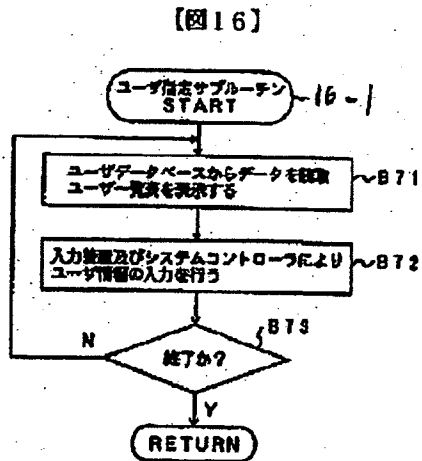 【図16】
ユーザ指定サブルーチン
START
16-1
ユーザデータベースからデータを読取
ユーザ一覧表を表示する
B71
入力装置及びシステムコントローラにより
ユーザ情報の入力を行う
B72
B73
終了か?
N
Y
RETURN